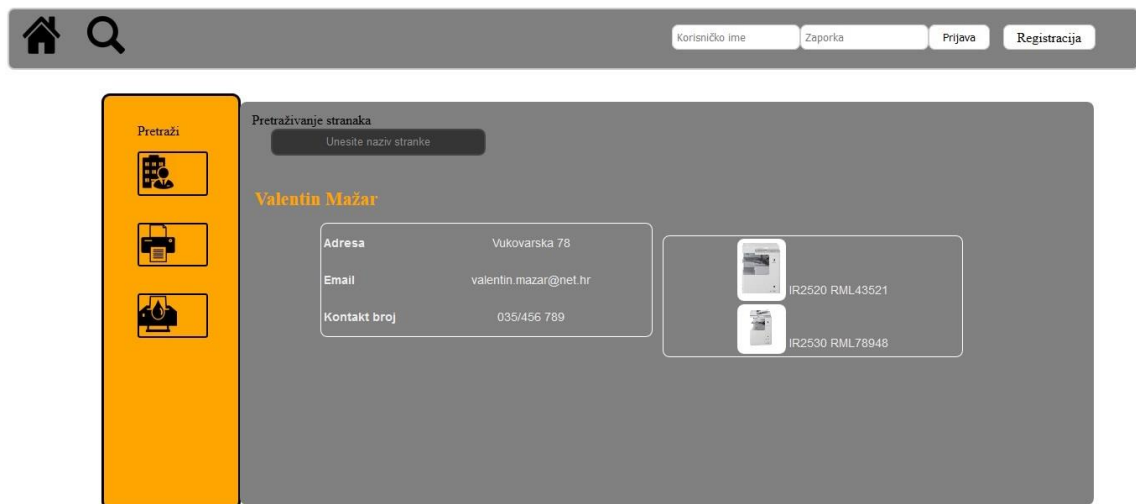 Korisničko ime Zaporka Prijava Registracija
Pretraži
Pretraživanje stranaka
Unesite naziv stranke
Valentin Mažar
Adresa Vukovarska 78
Email valentin.mazar@net.hr
Kontakt broj 035/456 789
IR2520 RML43521
IR2530 RML78948